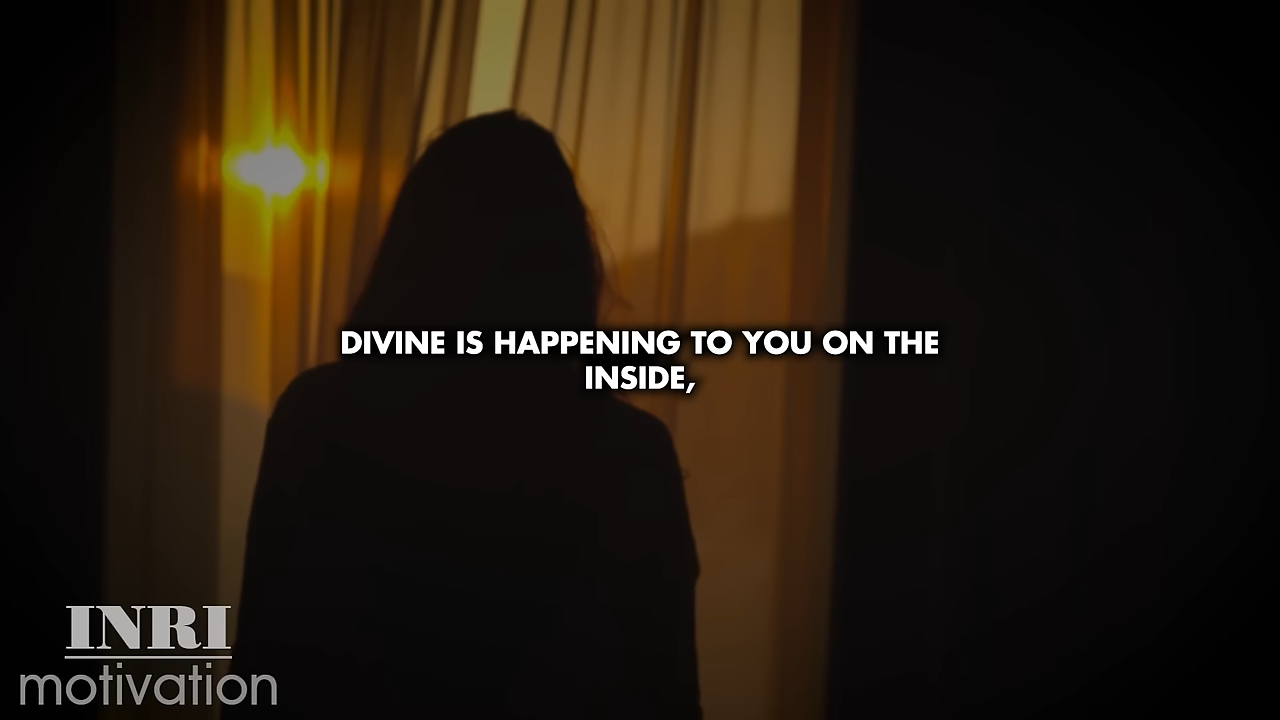 DIVINE IS HAPPENING TO YOU ON THE
INSIDE,
INRI
motivation